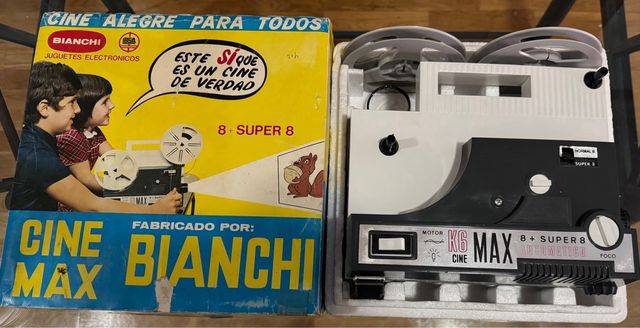 CINE ALEGRE PARA TODOS
BIANCHI
JUGUETES ELECTRONICOS
ESTE SÍ QUE
ES UN CINE
DE VERDAD
8 + SUPER 8
CINE
MAX
FABRICADO POR:
BIANCHI
NORMAL 8
SUPER 8
MOTOR
K6
CINE
MAX
8 + SUPER 8
AUTOMATICO
FOCO